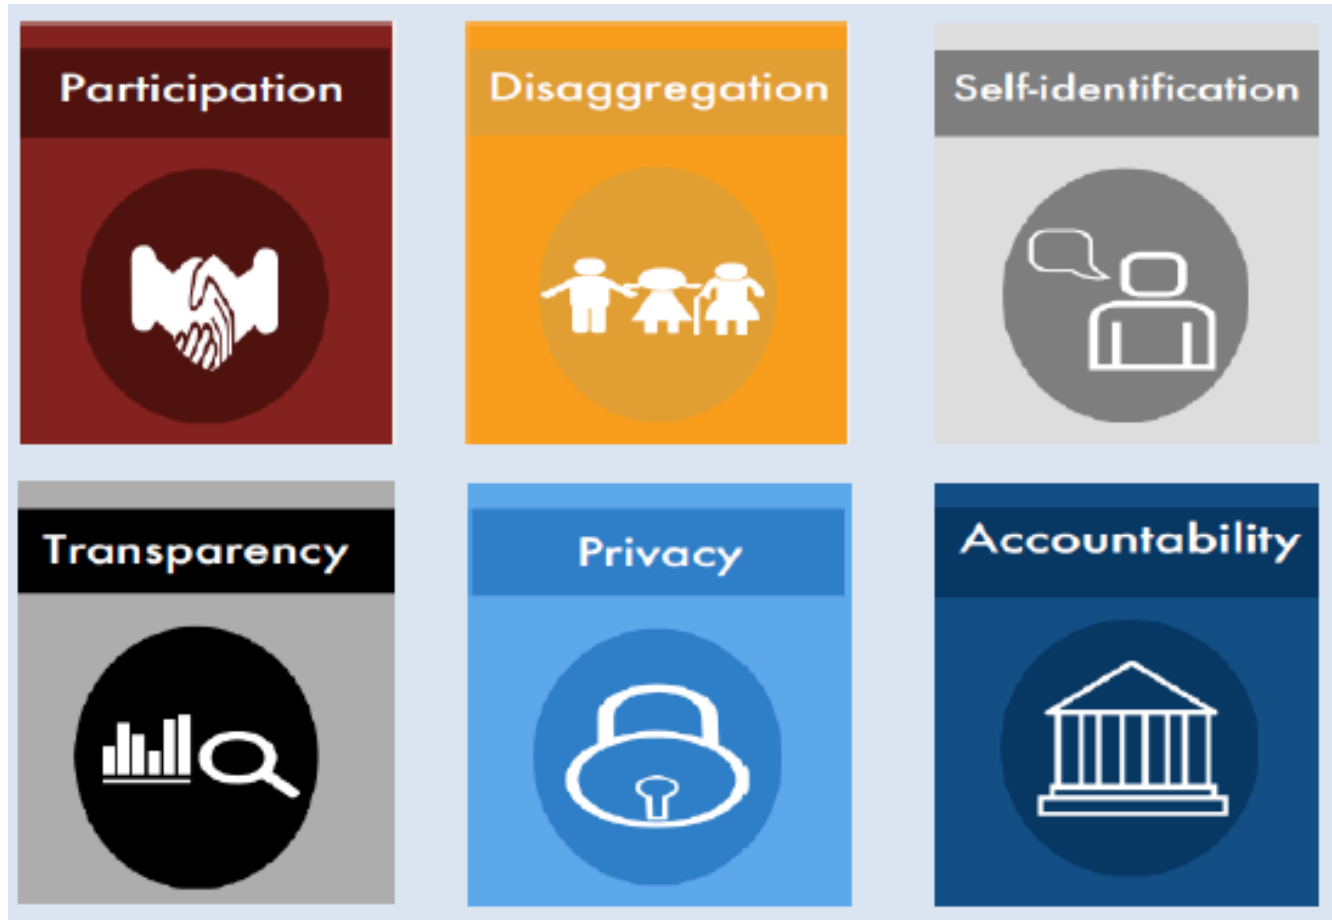 Participation
Disaggregation
Self-identification
Transparency
Privacy
Accountability